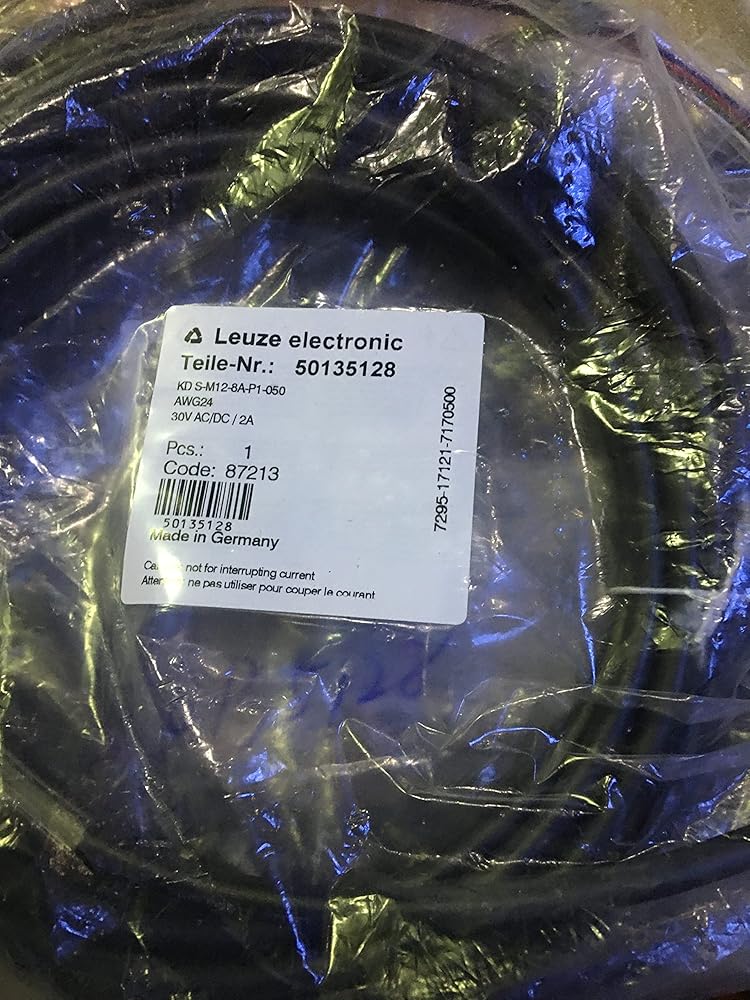 Leuze electronic
Teile-Nr.: 50135128
KD S-M12-8A-P1-050
AWG24
30V AC/DC / 2A
Pcs.: 1
Code: 87213
50135128
Made in Germany
not for interrupting current
ne pas utiliser pour couper le courant
7295-17121-7170500